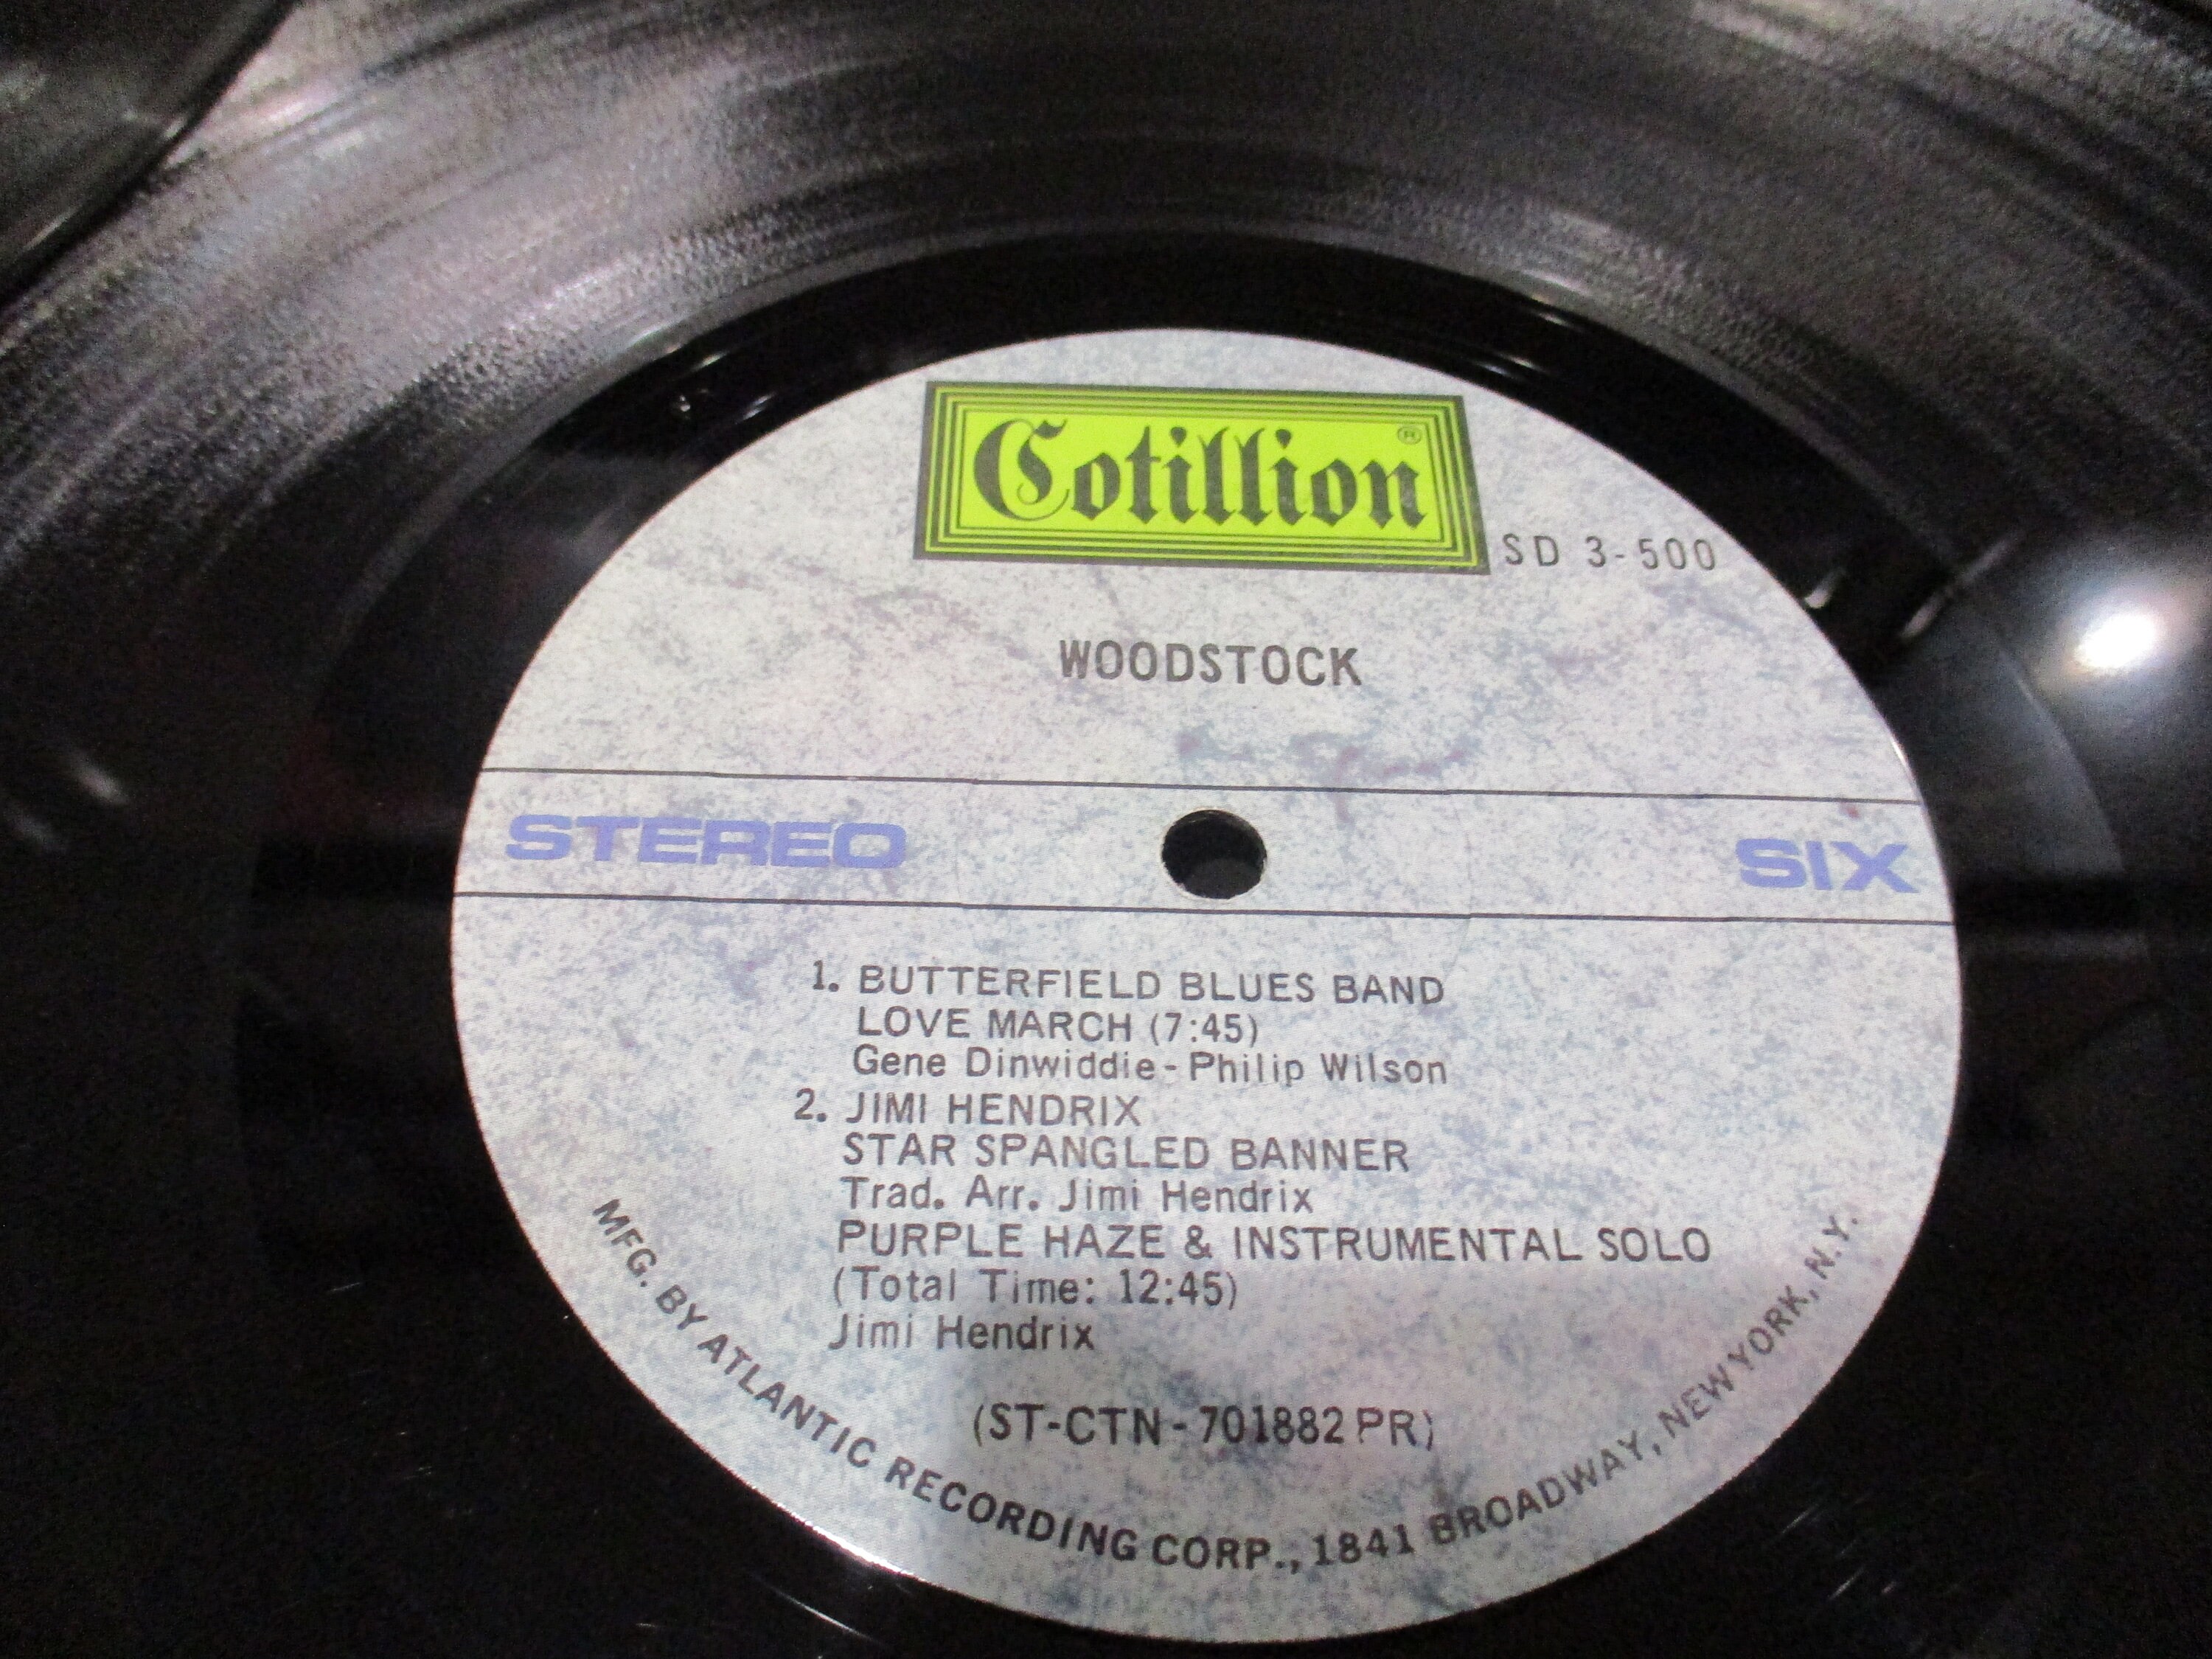 Cotillion ®
SD 3-500
WOODSTOCK
STEREO
SIX
1. BUTTERFIELD BLUES BAND
LOVE MARCH (7:45)
Gene Dinwiddie-Philip Wilson
2. JIMI HENDRIX
STAR SPANGLED BANNER
Trad. Arr. Jimi Hendrix
PURPLE HAZE & INSTRUMENTAL SOLO
(Total Time: 12:45)
Jimi Hendrix
(ST-CTN-701882PR)
MFG. BY ATLANTIC RECORDING CORP., 1841 BROADWAY, NEW YORK, N.Y.